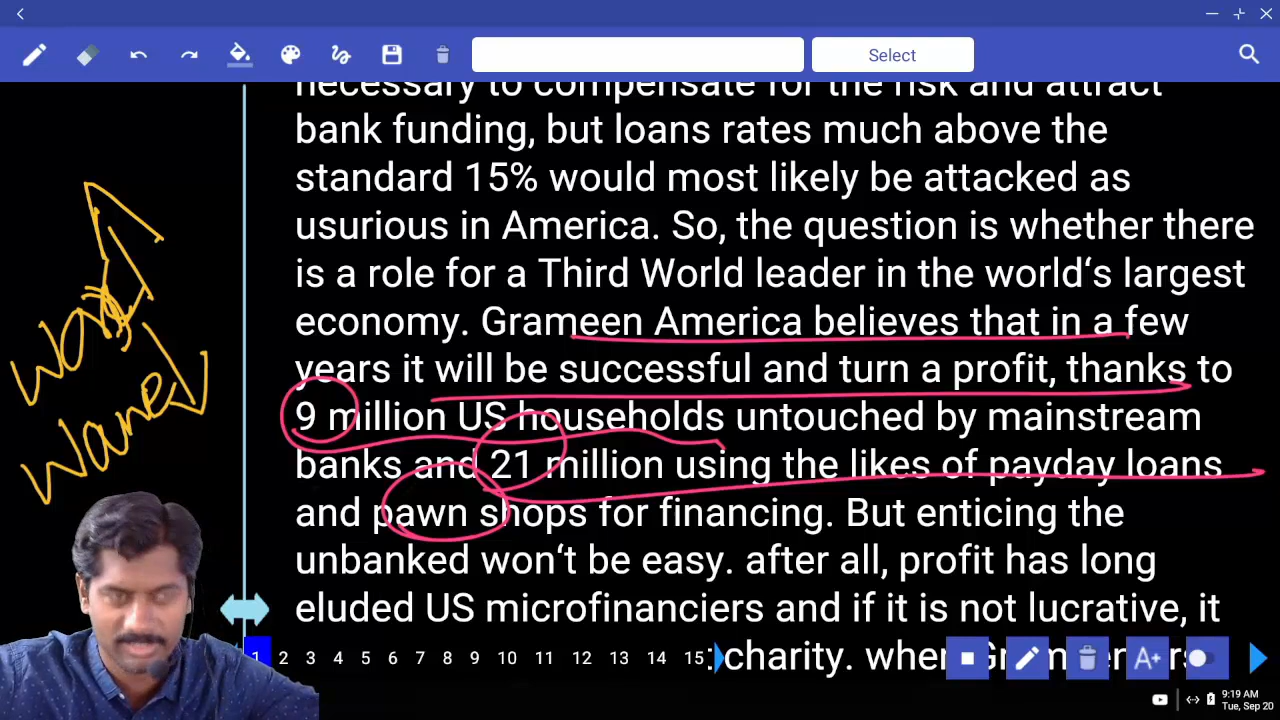 Select
necessary to compensate for the risk and attract
bank funding, but loans rates much above the
standard 15% would most likely be attacked as
usurious in America. So, the question is whether there
is a role for a Third World leader in the world‘s largest
economy. Grameen America believes that in a few
years it will be successful and turn a profit, thanks to
9 million US households untouched by mainstream
banks and 21 million using the likes of payday loans
and pawn shops for financing. But enticing the
unbanked won‘t be easy. after all, profit has long
eluded US microfinanciers and if it is not lucrative, it
charity. when
Waned
1 2 3 4 5 6 7 8 9 10 11 12 13 14 15
A+
9:19 AM
Tue, Sep 20